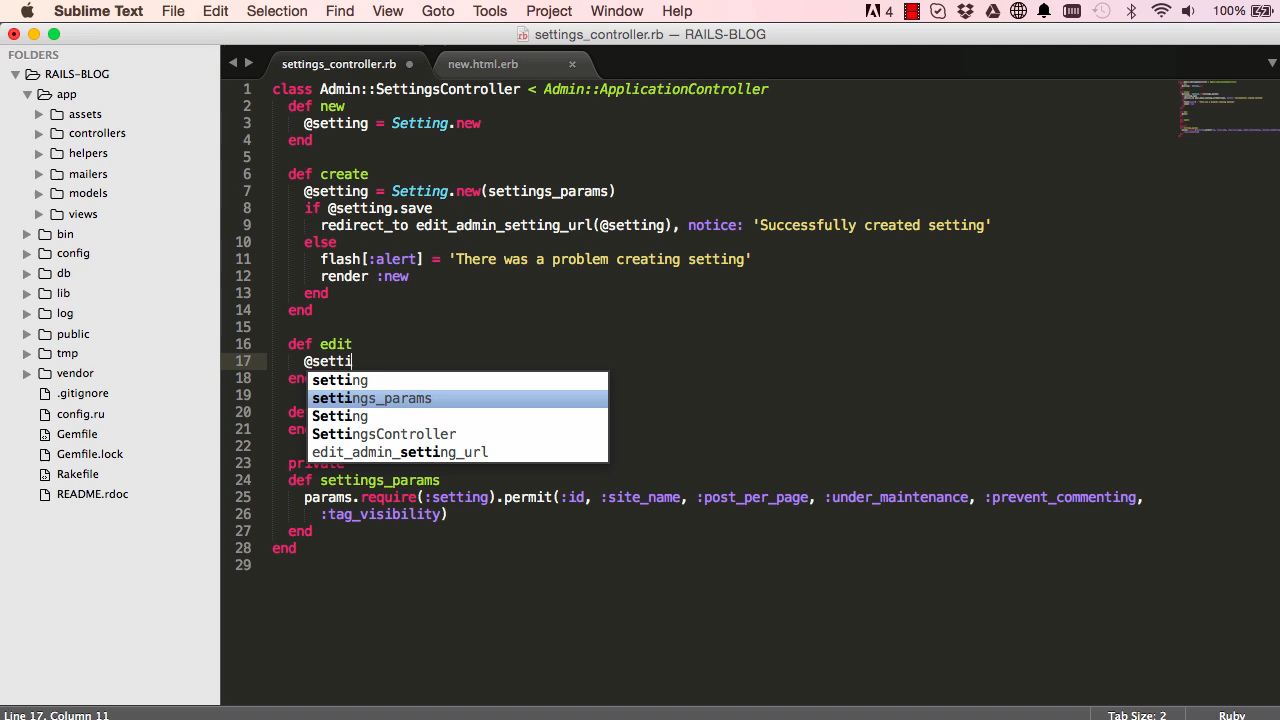 Sublime Text File Edit Selection Find View Goto Tools Project Window Help 4 100%
settings_controller.rb — RAILS-BLOG
FOLDERS
RAILS-BLOG
app
assets
controllers
helpers
mailers
models
views
bin
config
db
lib
log
public
tmp
vendor
.gitignore
config.ru
Gemfile
Gemfile.lock
Rakefile
README.rdoc
settings_controller.rb
new.html.erb
1 class Admin::SettingsController < Admin::ApplicationController
2 def new
3 @setting = Setting.new
4 end
5
6 def create
7 @setting = Setting.new(settings_params)
8 if @setting.save
9 redirect_to edit_admin_setting_url(@setting), notice: 'Successfully created setting'
10 else
11 flash[:alert] = 'There was a problem creating setting'
12 render :new
13 end
14 end
15
16 def edit
17 @setti
18 en
19
20 de
21 en
22
23 private
24 def settings_params
25 params.require(:setting).permit(:id, :site_name, :post_per_page, :under_maintenance, :prevent_commenting,
26 :tag_visibility)
27 end
28 end
29
setting
settings_params
Setting
SettingsController
edit_admin_setting_url
Line 17, Column 11
Tab Size: 2
Ruby